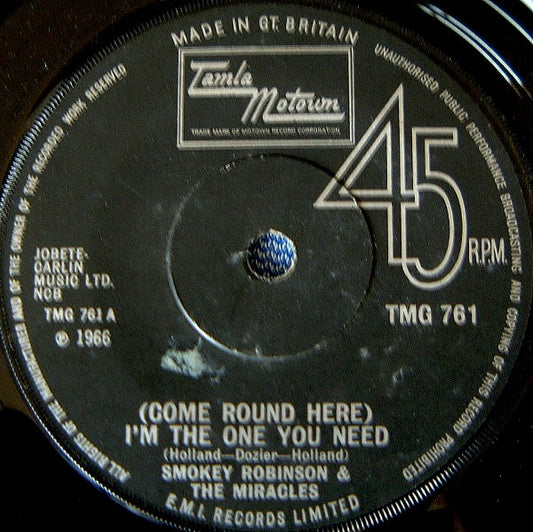 MADE IN GT. BRITAIN
UNAUTHORISED PUBLIC PERFORMANCE BROADCASTING AND COPYING OF THIS RECORD PROHIBITED
ALL RIGHTS OF THE MANUFACTURER AND OF THE OWNER OF THE RECORDED WORK RESERVED
Tamla
Motown
TRADE MARK OF MOTOWN RECORD CORPORATION
45
R.P.M.
JOBETE-
CARLIN
MUSIC LTD.
NCB
TMG 761 A
℗ 1966
TMG 761
(COME ROUND HERE)
I'M THE ONE YOU NEED
(Holland—Dozier—Holland)
SMOKEY ROBINSON &
THE MIRACLES
E.M.I. RECORDS LIMITED